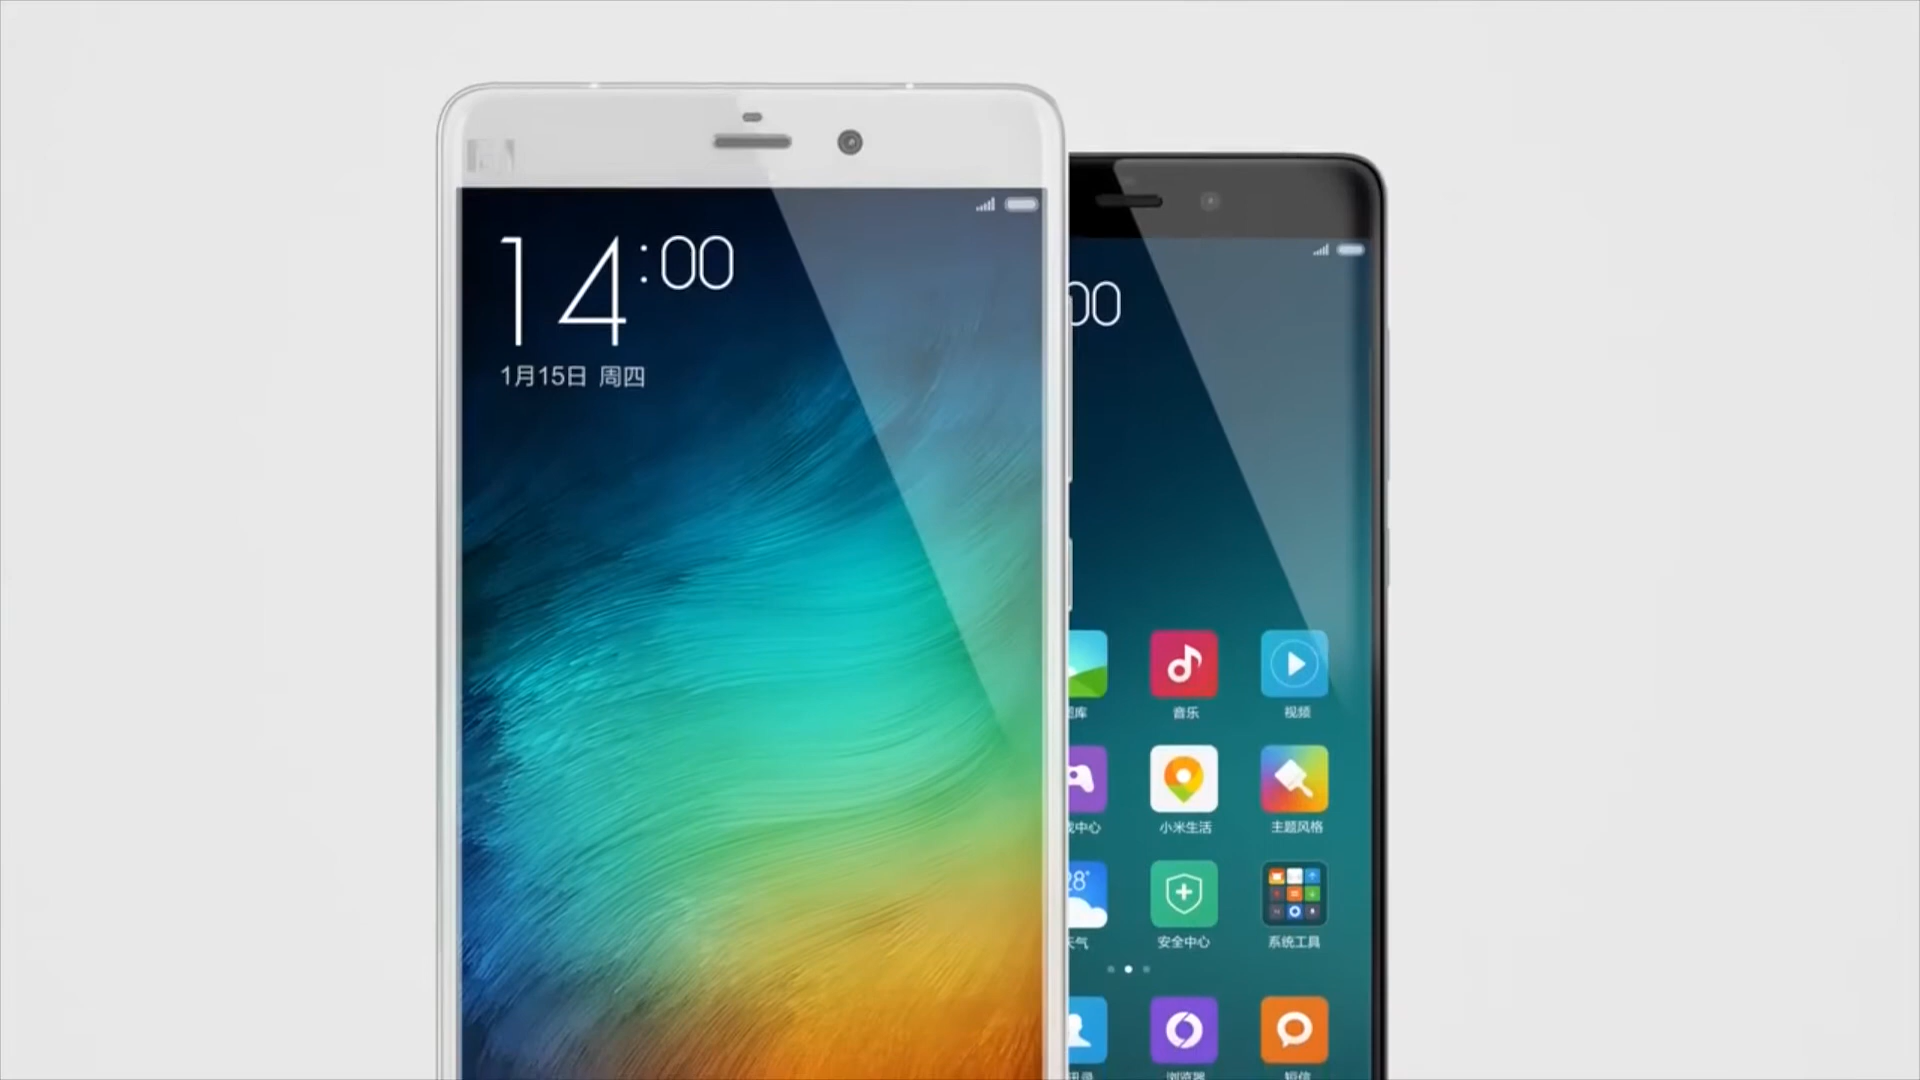 14:00
1月15日 周四
00
音乐
视频
小米生活
主题风格
28°
安全中心
系统工具